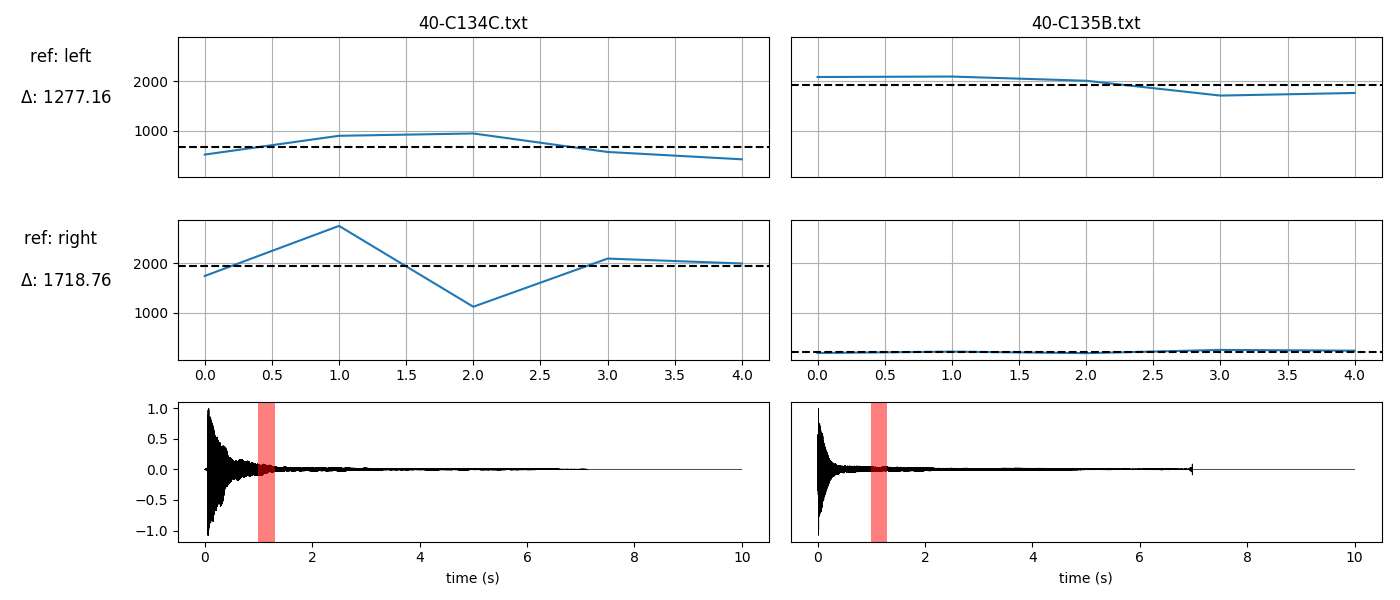 40-C134C.txt
40-C135B.txt
ref: left
Δ: 1277.16
2000
1000
ref: right
Δ: 1718.76
2000
1000
0.0 0.5 1.0 1.5 2.0 2.5 3.0 3.5 4.0
0.0 0.5 1.0 1.5 2.0 2.5 3.0 3.5 4.0
1.0
0.5
0.0
−0.5
−1.0
0 2 4 6 8 10
0 2 4 6 8 10
time (s)
time (s)